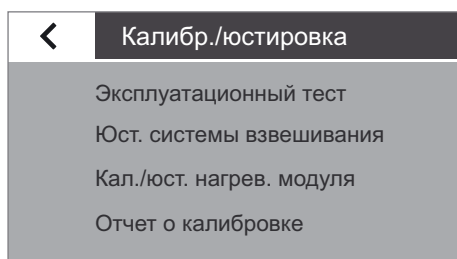 Калибр./юстировка
Эксплуатационный тест
Юст. системы взвешивания
Кал./юст. нагрев. модуля
Отчет о калибровке